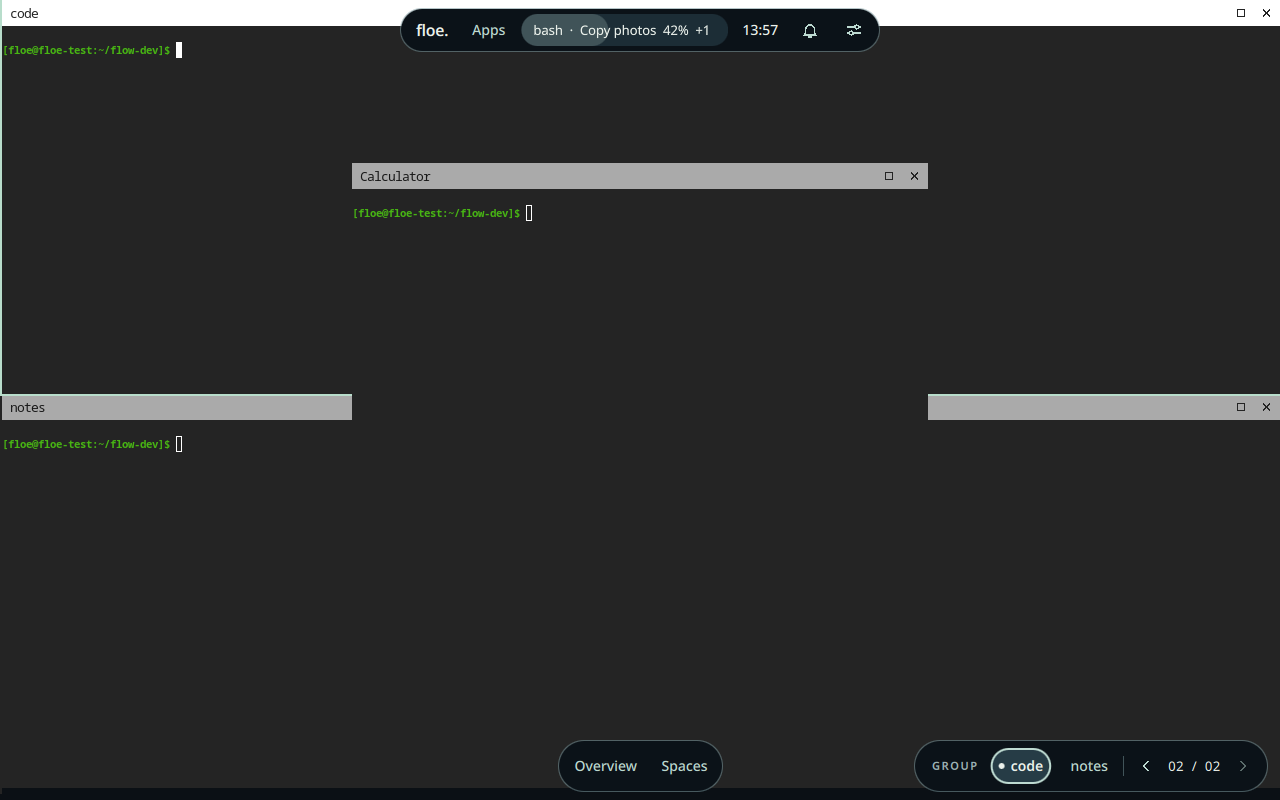 code
floe. Apps bash · Copy photos 42% +1 13:57
[floe@floe-test:~/flow-dev]$
Calculator
[floe@floe-test:~/flow-dev]$
notes
[floe@floe-test:~/flow-dev]$
Overview Spaces
GROUP code notes 02 / 02